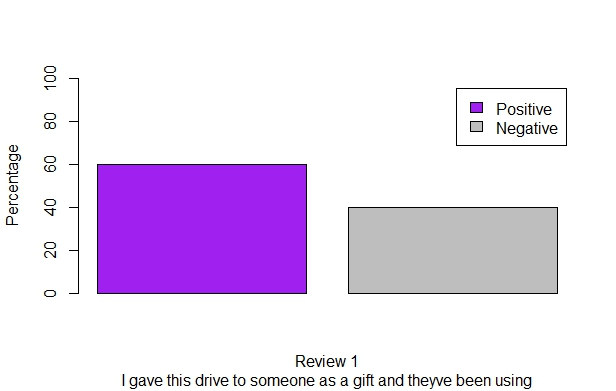 100
80
60
40
20
0
Percentage
Positive
Negative
Review 1
I gave this drive to someone as a gift and theyve been using